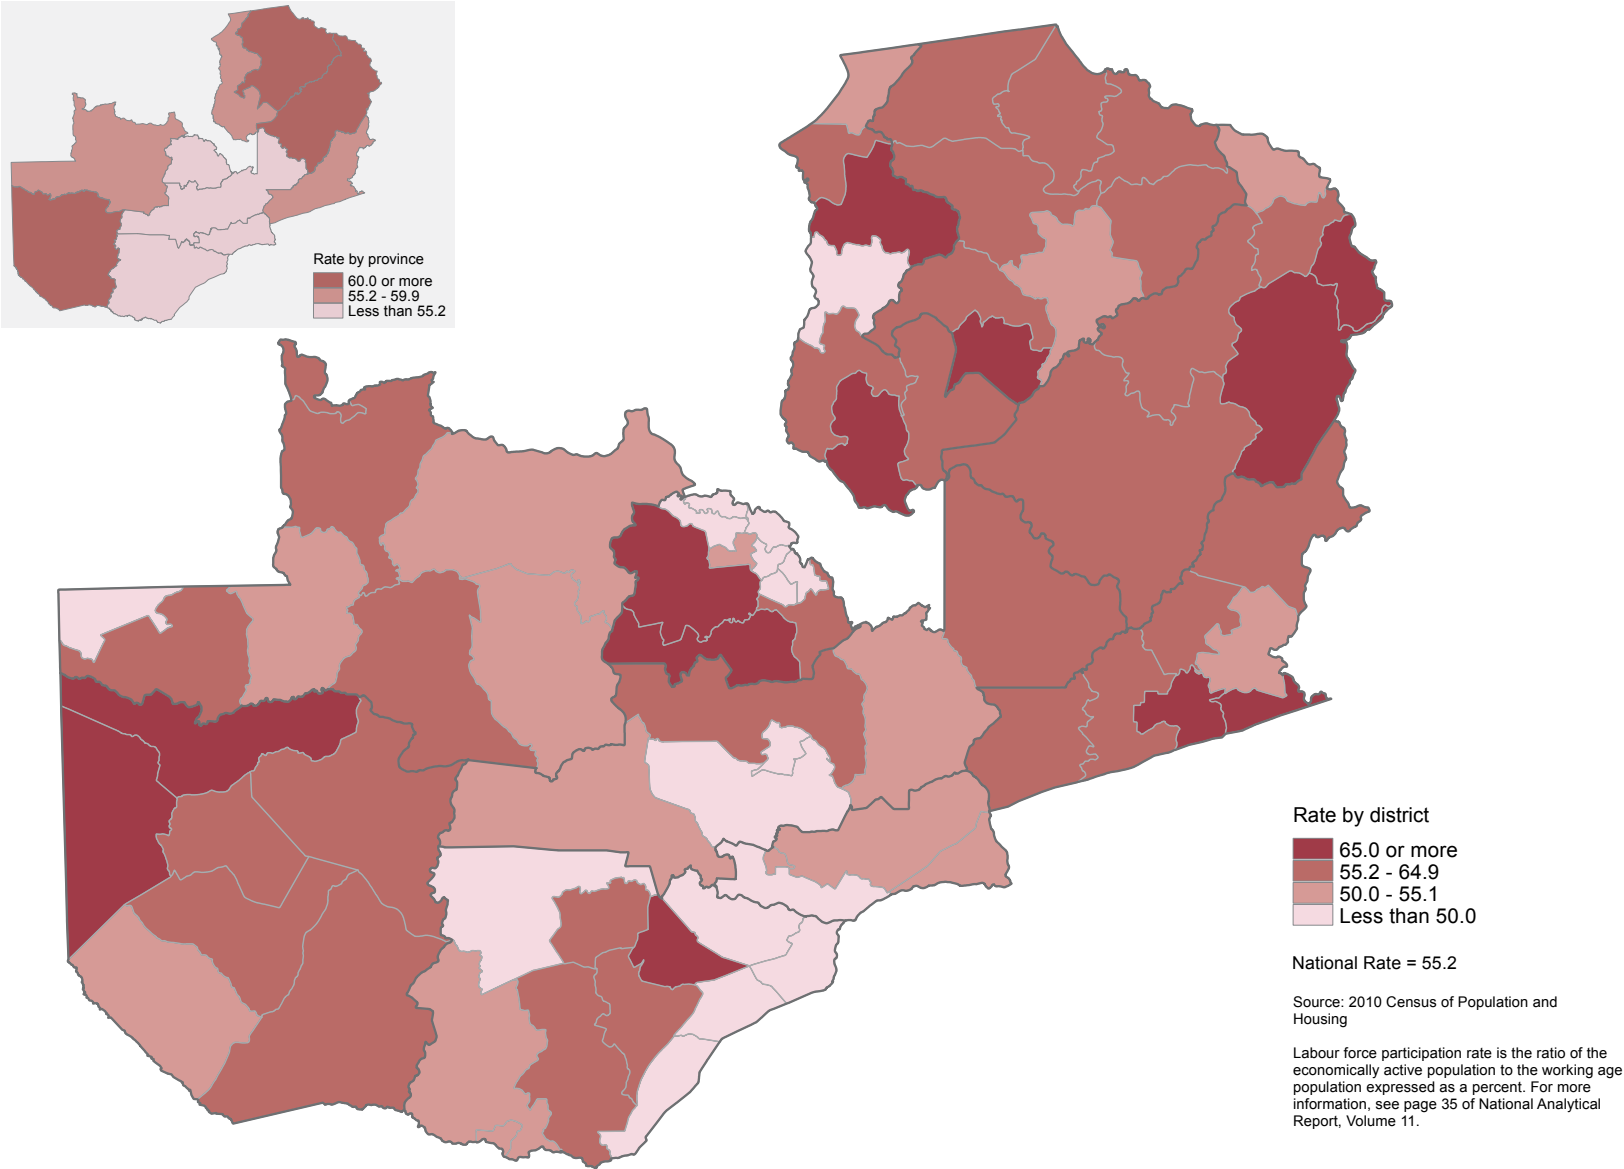 Rate by province
60.0 or more
55.2 - 59.9
Less than 55.2
Rate by district
65.0 or more
55.2 - 64.9
50.0 - 55.1
Less than 50.0
National Rate = 55.2
Source: 2010 Census of Population and
Housing
Labour force participation rate is the ratio of the
economically active population to the working age
population expressed as a percent. For more
information, see page 35 of National Analytical
Report, Volume 11.